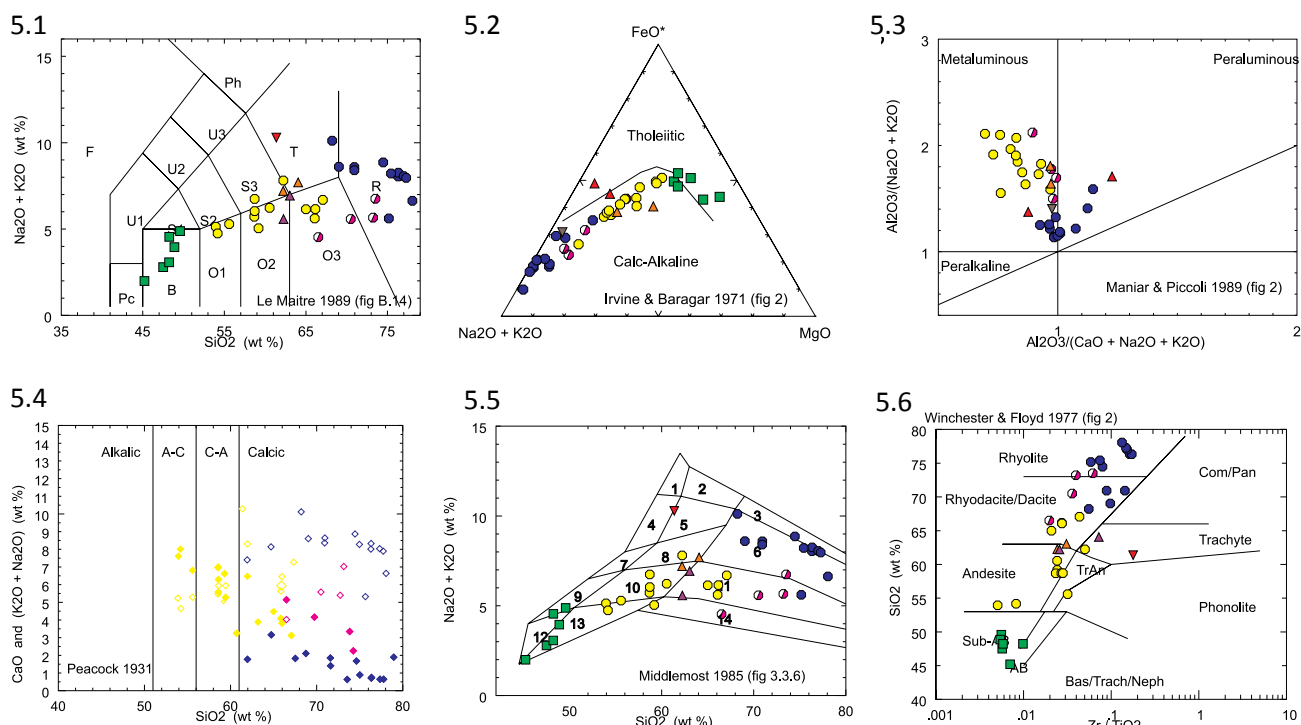 5.1
16
15
10
5
0
Na2O + K2O (wt %)
F
Ph
U3
U2
U1
S3
S2
T
R
O1
O2
O3
Pc
B
Le Maitre 1989 (fig B.14)
35
45
55
65
75
SiO2 (wt %)
5.2
FeO*
Tholeiitic
Calc-Alkaline
Irvine & Baragar 1971 (fig 2)
Na2O + K2O
MgO
5.3
3
2
1
Al2O3/(Na2O + K2O)
Metaluminous
Peraluminous
Peralkaline
Maniar & Piccoli 1989 (fig 2)
1
2
Al2O3/(CaO + Na2O + K2O)
5.4
15
14
13
12
11
10
9
8
7
6
5
4
3
2
1
0
CaO and (K2O + Na2O) (wt %)
Alkalic
A-C
C-A
Calcic
Peacock 1931
40
50
60
70
80
SiO2 (wt %)
5.5
15
10
5
0
Na2O + K2O (wt %)
1
2
3
4
5
6
7
8
9
10
12
13
14
Middlemost 1985 (fig 3.3.6)
50
60
70
80
SiO2 (wt %)
5.6
Winchester & Floyd 1977 (fig 2)
80
75
70
65
60
55
50
45
40
SiO2 (wt %)
Rhyolite
Com/Pan
Rhyodacite/Dacite
Trachyte
Andesite
TrAn
Phonolite
AB
Bas/Trach/Neph
.001
.01
.1
1
10
Zr/TiO2